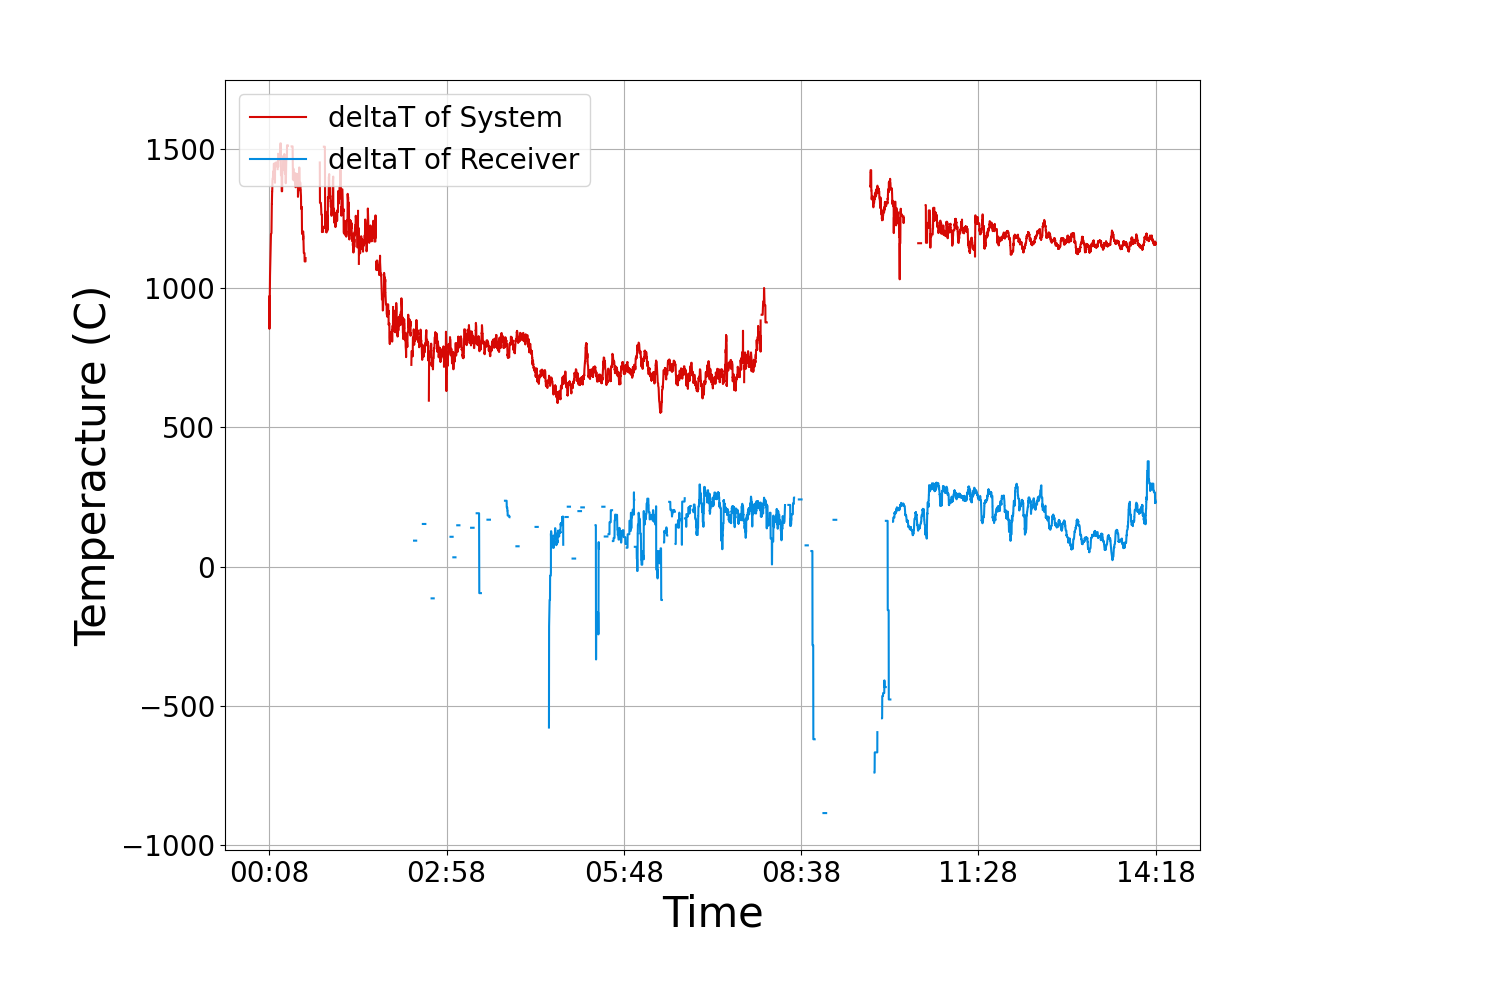 deltaT of System
deltaT of Receiver
1500
1000
500
0
−500
−1000
Temperacture (C)
00:08 02:58 05:48 08:38 11:28 14:18
Time